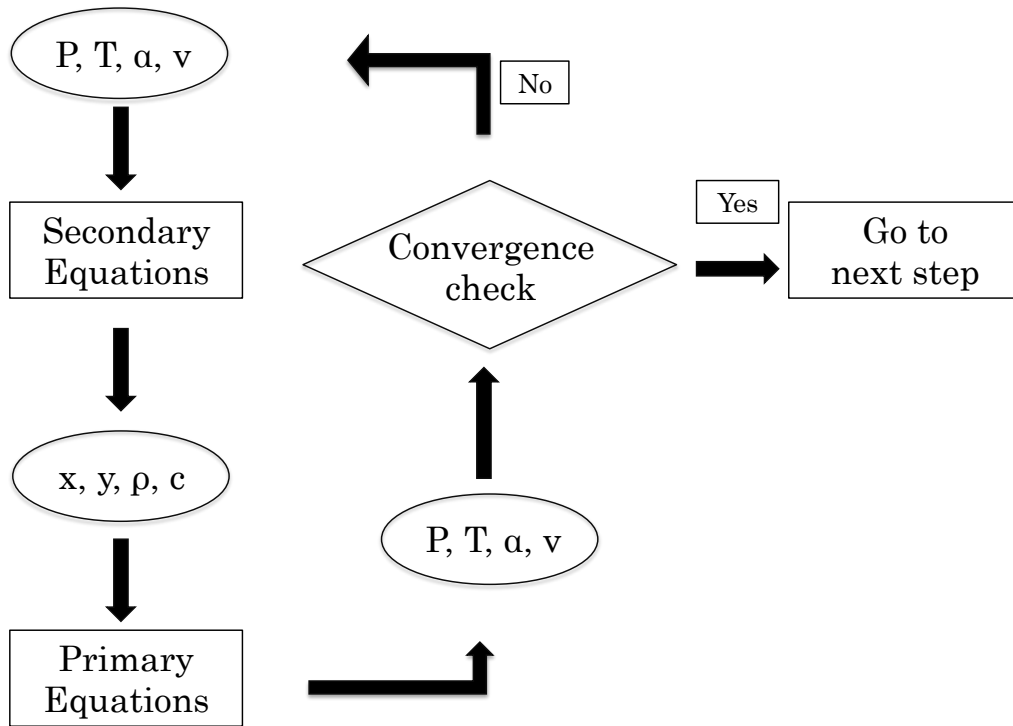 P, T, α, v
Secondary
Equations
x, y, ρ, c
Primary
Equations
P, T, α, v
Convergence
check
No
Yes
Go to
next step